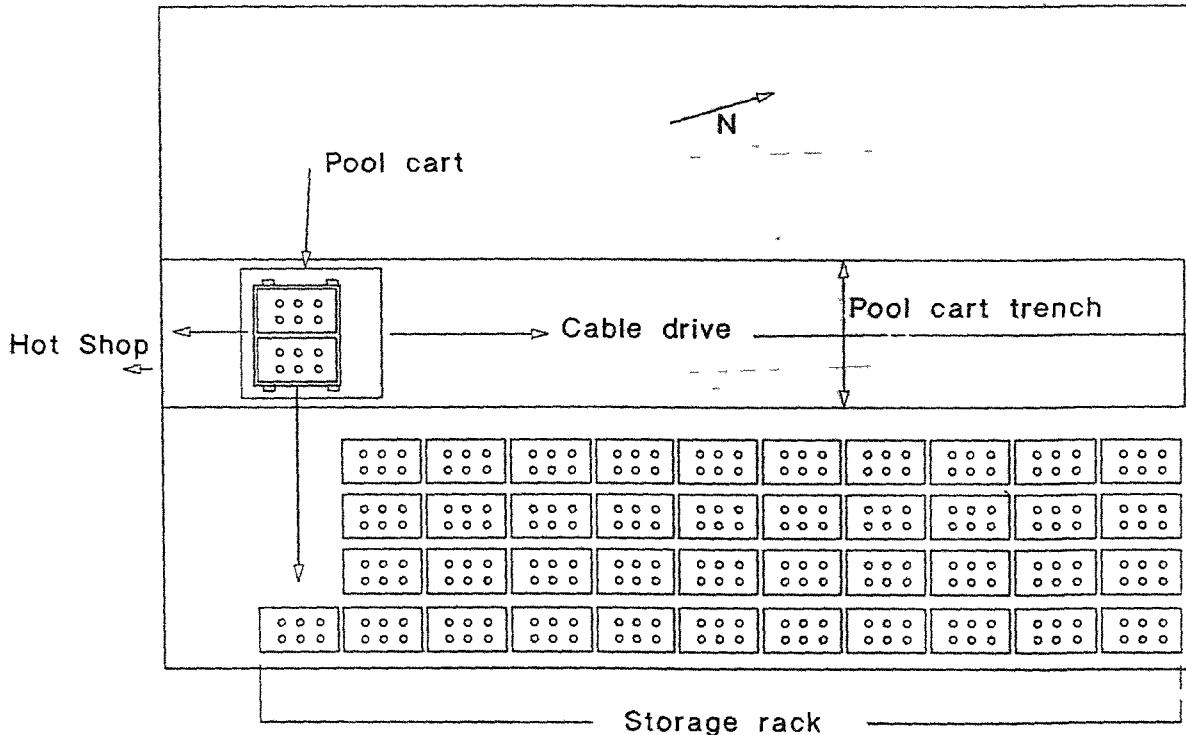 N
Pool cart
Pool cart trench
Cable drive
Hot Shop
Storage rack